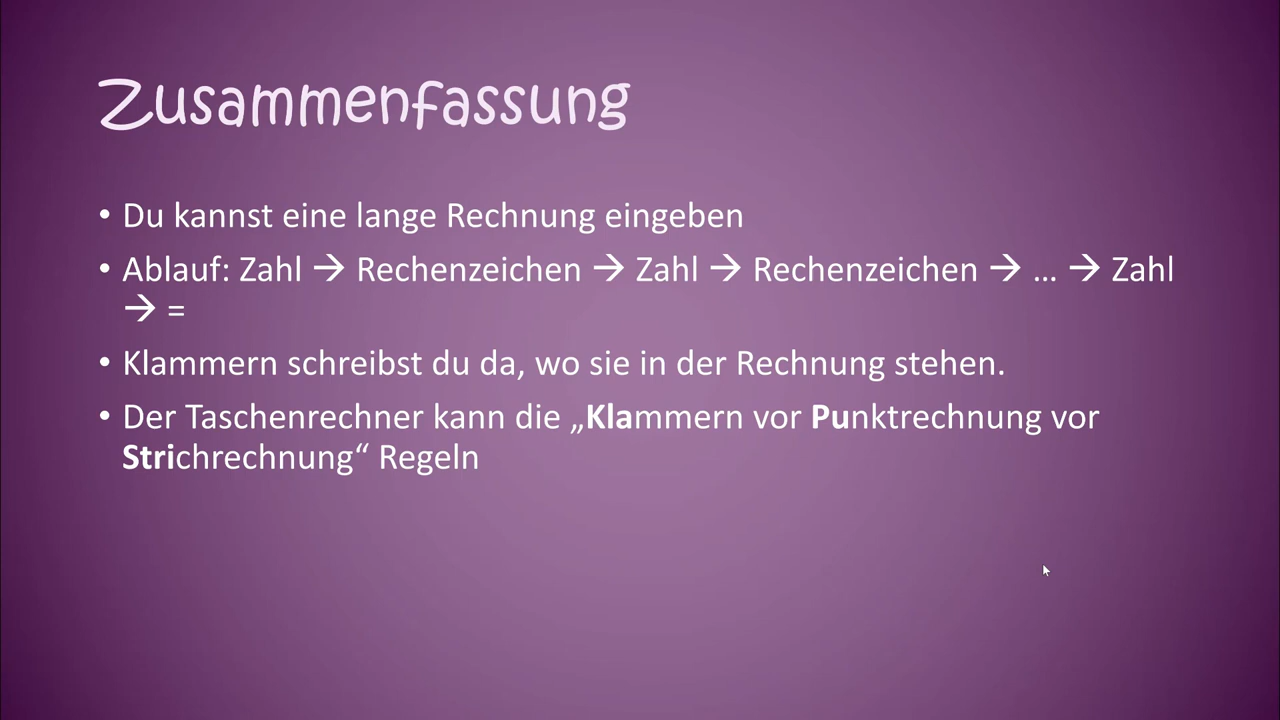 Zusammenfassung
• Du kannst eine lange Rechnung eingeben
• Ablauf: Zahl → Rechenzeichen → Zahl → Rechenzeichen → ... → Zahl
→ =
• Klammern schreibst du da, wo sie in der Rechnung stehen.
• Der Taschenrechner kann die „Klammern vor Punktrechnung vor
Strichrechnung“ Regeln